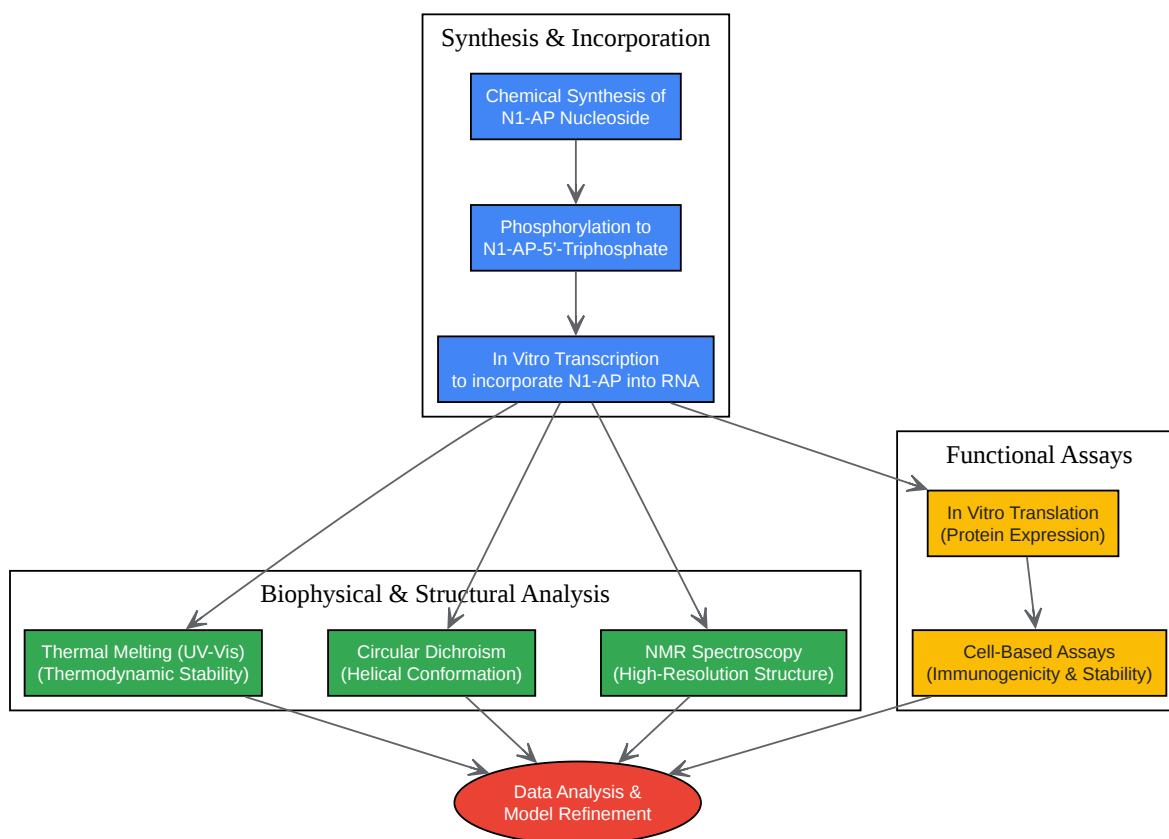 Synthesis & Incorporation
Chemical Synthesis of
N1-AP Nucleoside
Phosphorylation to
N1-AP-5'-Triphosphate
In Vitro Transcription
to incorporate N1-AP into RNA
Functional Assays
In Vitro Translation
(Protein Expression)
Biophysical & Structural Analysis
Thermal Melting (UV-Vis)
(Thermodynamic Stability)
Circular Dichroism
(Helical Conformation)
NMR Spectroscopy
(High-Resolution Structure)
Cell-Based Assays
(Immunogenicity & Stability)
Data Analysis &
Model Refinement